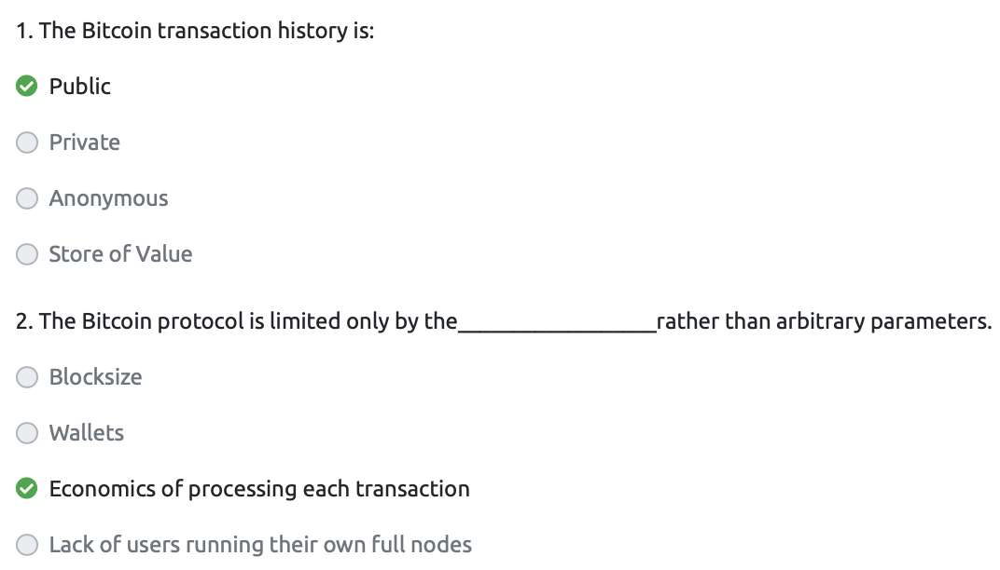 1. The Bitcoin transaction history is:
Public
Private
Anonymous
Store of Value
2. The Bitcoin protocol is limited only by the__________________rather than arbitrary parameters.
Blocksize
Wallets
Economics of processing each transaction
Lack of users running their own full nodes